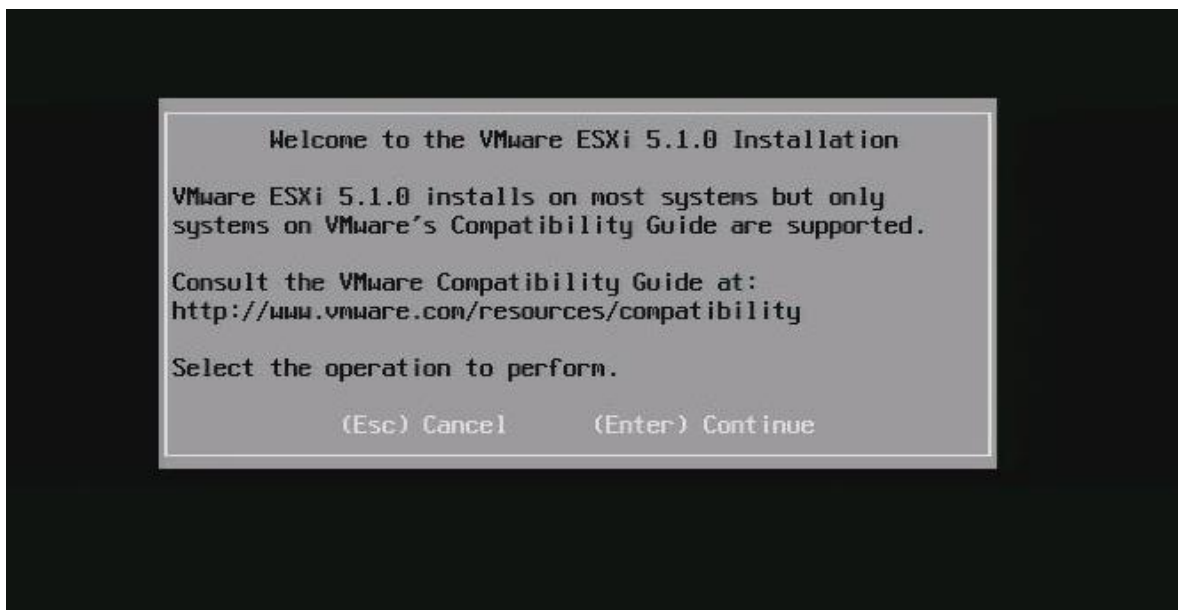 Welcome to the VMware ESXi 5.1.0 Installation
VMware ESXi 5.1.0 installs on most systems but only
systems on VMware's Compatibility Guide are supported.
Consult the VMware Compatibility Guide at:
http://www.vmware.com/resources/compatibility
Select the operation to perform.
(Esc) Cancel (Enter) Continue